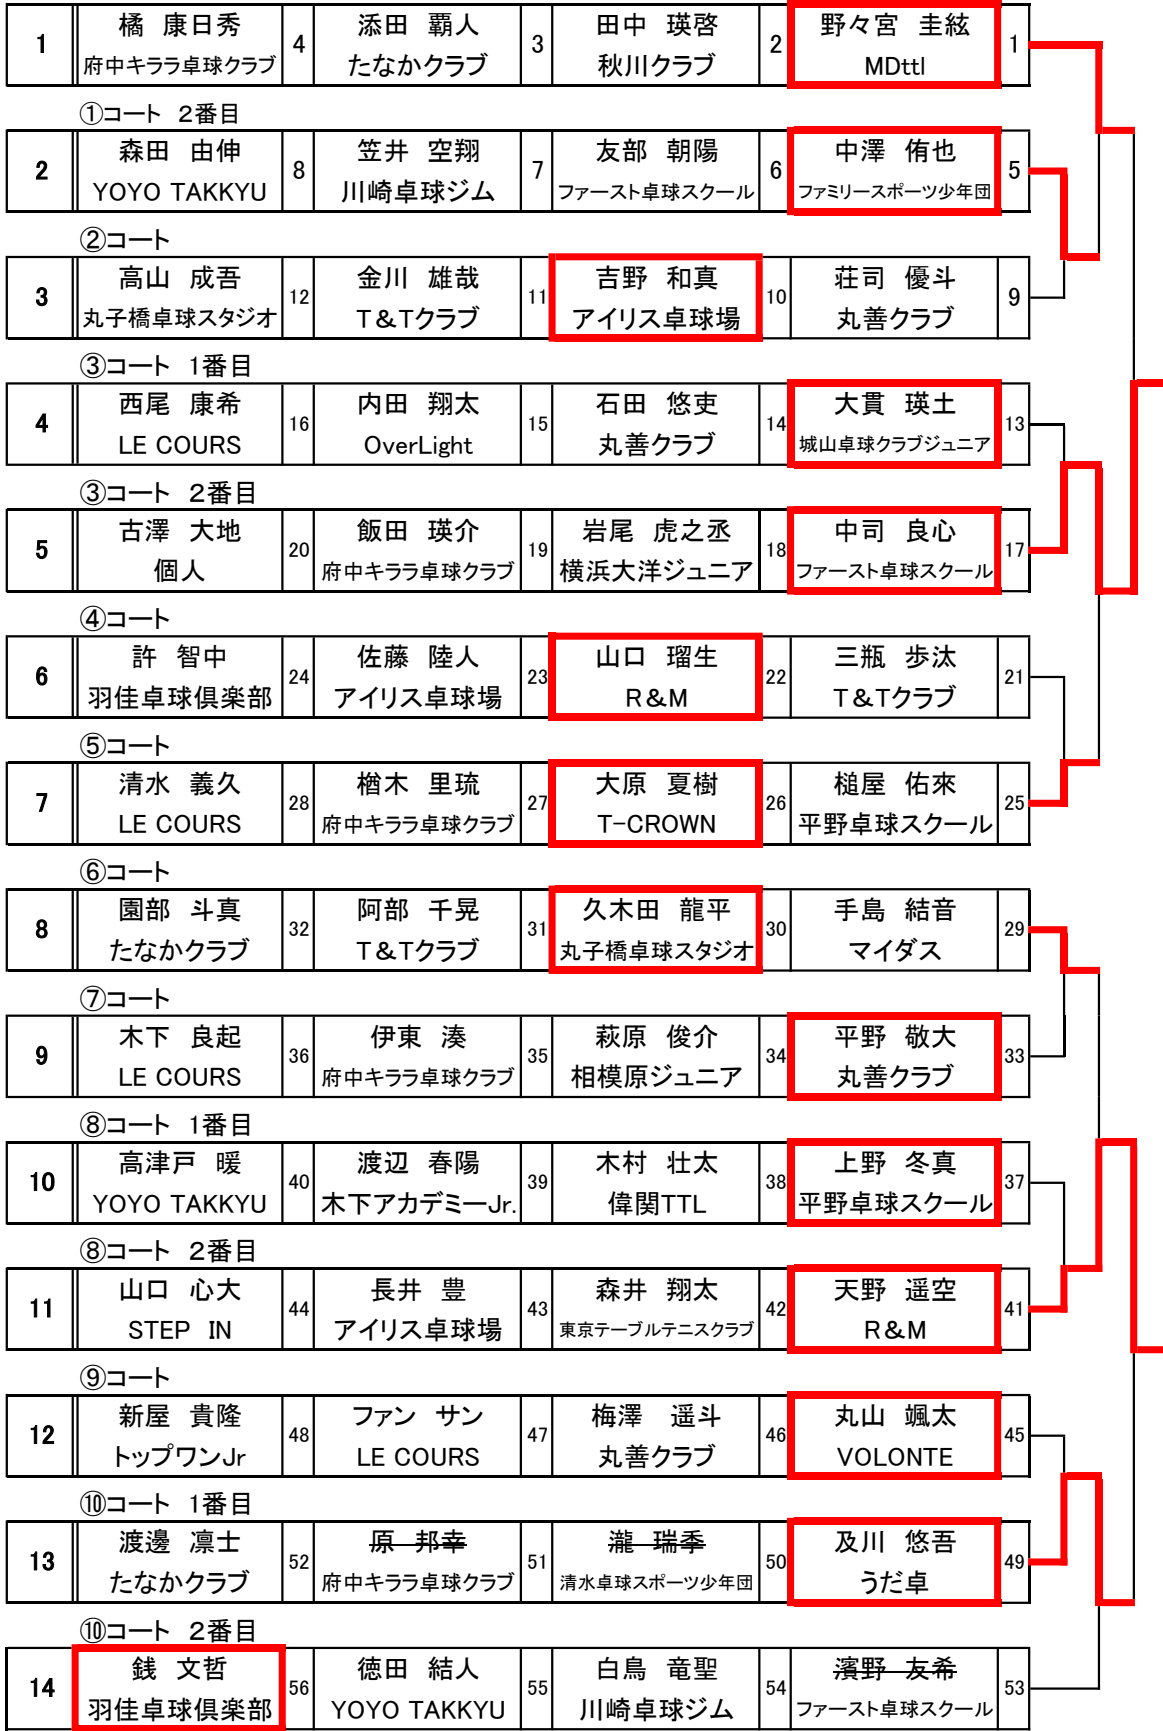 1 橘 康日秀 4 添田 覇人 3 田中 瑛啓 2 野々宮 圭絃 1
府中キララ卓球クラブ たなかクラブ 秋川クラブ MDttl
①コート 2番目
2 森田 由伸 8 笠井 空翔 7 友部 朝陽 6 中澤 侑也 5
YOYO TAKKYU 川崎卓球ジム ファースト卓球スクール ファミリースポーツ少年団
②コート
3 高山 成吾 12 金川 雄哉 11 吉野 和真 10 荘司 優斗 9
丸子橋卓球スタジオ T&Tクラブ アイリス卓球場 丸善クラブ
③コート 1番目
4 西尾 康希 16 内田 翔太 15 石田 悠吏 14 大貫 瑛土 13
LE COURS OverLight 丸善クラブ 城山卓球クラブジュニア
③コート 2番目
5 古澤 大地 20 飯田 瑛介 19 岩尾 虎之丞 18 中司 良心 17
個人 府中キララ卓球クラブ 横浜大洋ジュニア ファースト卓球スクール
④コート
6 許 智中 24 佐藤 陸人 23 山口 瑠生 22 三瓶 歩汰 21
羽佳卓球倶楽部 アイリス卓球場 R&M T&Tクラブ
⑤コート
7 清水 義久 28 楢木 里琉 27 大原 夏樹 26 槌屋 佑來 25
LE COURS 府中キララ卓球クラブ T-CROWN 平野卓球スクール
⑥コート
8 園部 斗真 32 阿部 千晃 31 久木田 龍平 30 手島 結音 29
たなかクラブ T&Tクラブ 丸子橋卓球スタジオ マイダス
⑦コート
9 木下 良起 36 伊東 湊 35 萩原 俊介 34 平野 敬大 33
LE COURS 府中キララ卓球クラブ 相模原ジュニア 丸善クラブ
⑧コート 1番目
10 高津戸 暖 40 渡辺 春陽 39 木村 壮太 38 上野 冬真 37
YOYO TAKKYU 木下アカデミーJr. 偉関TTL 平野卓球スクール
⑧コート 2番目
11 山口 心大 44 長井 豊 43 森井 翔太 42 天野 遥空 41
STEP IN アイリス卓球場 東京テーブルテニスクラブ R&M
⑨コート
12 新屋 貴隆 48 ファン サン 47 梅澤 遥斗 46 丸山 颯太 45
トップワンJr LE COURS 丸善クラブ VOLONTE
⑩コート 1番目
13 渡邊 凛士 52 原 邦幸 51 瀧 瑞季 50 及川 悠吾 49
たなかクラブ 府中キララ卓球クラブ 清水卓球スポーツ少年団 うだ卓
⑩コート 2番目
14 銭 文哲 56 徳田 結人 55 白鳥 竜聖 54 濱野 友希 53
羽佳卓球倶楽部 YOYO TAKKYU 川崎卓球ジム ファースト卓球スクール